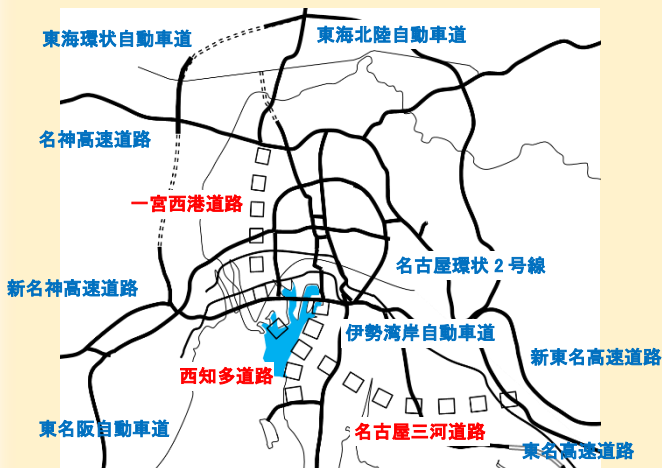 東海環状自動車道
東海北陸自動車道
名神高速道路
一宮西港道路
名古屋環状２号線
新名神高速道路
伊勢湾岸自動車道
新東名高速道路
西知多道路
東名阪自動車道
名古屋三河道路
東名高速道路